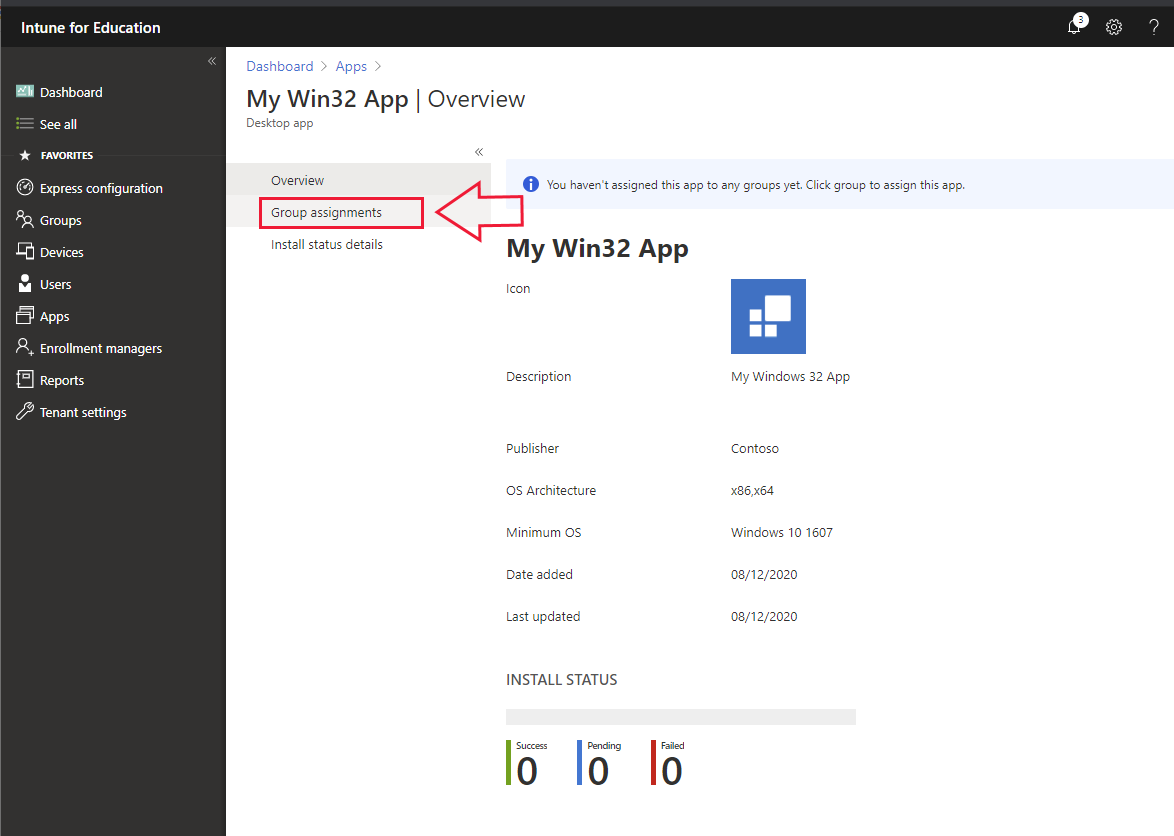 Intune for Education
3
?
«
Dashboard
See all
FAVORITES
Express configuration
Groups
Devices
Users
Apps
Enrollment managers
Reports
Tenant settings
Dashboard > Apps >
My Win32 App | Overview
Desktop app
«
Overview
Group assignments
Install status details
You haven't assigned this app to any groups yet. Click group to assign this app.
My Win32 App
Icon
Description My Windows 32 App
Publisher Contoso
OS Architecture x86,x64
Minimum OS Windows 10 1607
Date added 08/12/2020
Last updated 08/12/2020
INSTALL STATUS
Success Pending Failed
0 0 0